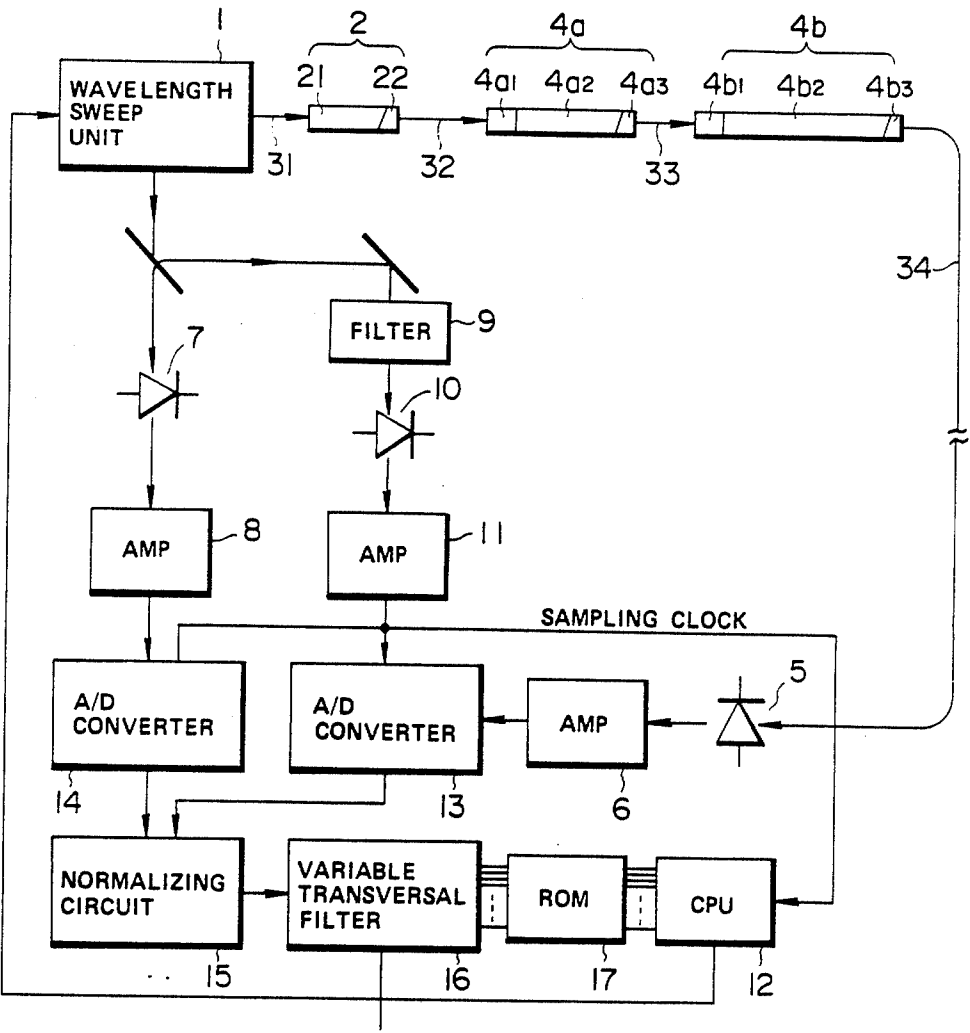 1
2
4a
4b
WAVELENGTH
SWEEP
UNIT
21
22
4a1
4a2
4a3
4b1
4b2
4b3
31
32
33
34
FILTER
9
7
10
AMP
8
AMP
11
SAMPLING CLOCK
A/D
CONVERTER
14
A/D
CONVERTER
13
AMP
6
5
NORMALIZING
CIRCUIT
15
VARIABLE
TRANSVERSAL
FILTER
16
ROM
17
CPU
12